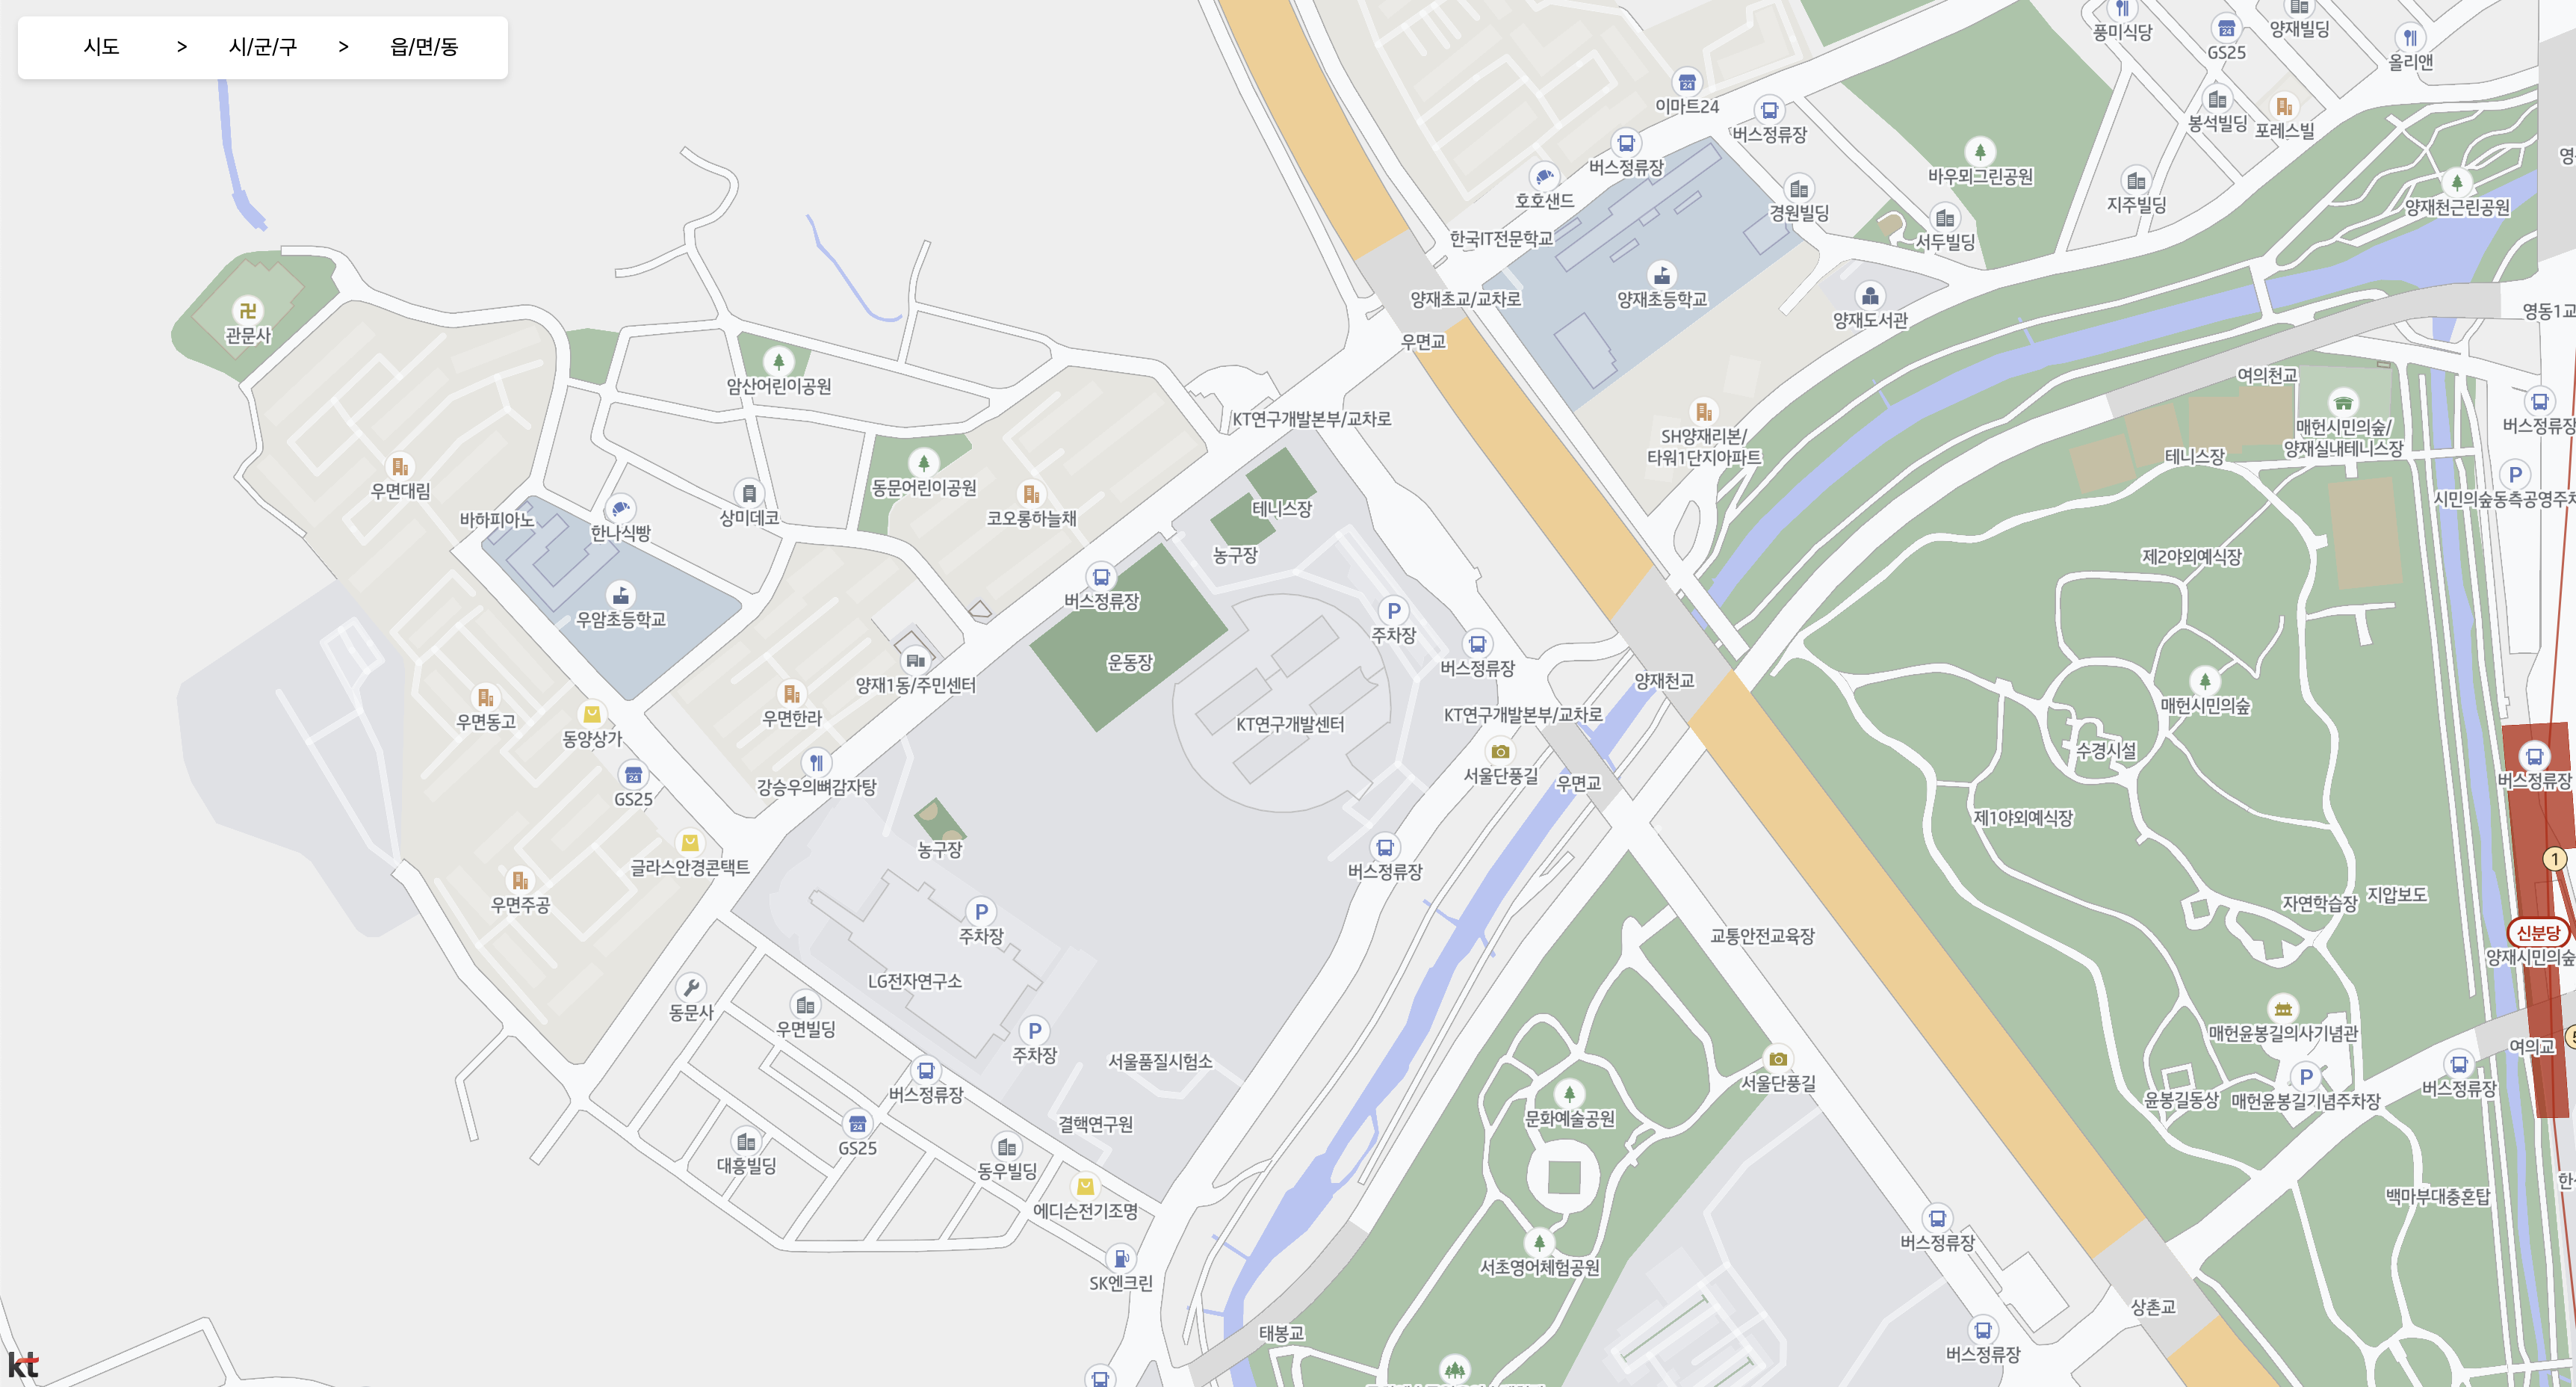 시도 > 시/군/구 > 읍/면/동
풍미식당
GS25
양재빌딩
올리앤
이마트24
버스정류장
버스정류장
봉석빌딩
포레스빌
호호샌드
바우뫼그린공원
경원빌딩
지주빌딩
양재천근린공원
한국IT전문학교
서두빌딩
양재초교/교차로
양재초등학교
양재도서관
우면교
관문사
암산어린이공원
여의천교
KT연구개발본부/교차로
SH양재리본/
타워1단지아파트
매헌시민의숲/
양재실내테니스장
버스정류장
테니스장
우면대림
동문어린이공원
코오롱하늘채
상미데코
바하피아노
한나식빵
테니스장
농구장
제2야외예식장
P
우암초등학교
버스정류장
P
주차장
운동장
버스정류장
양재천교
양재1동/주민센터
우면동고
우면한라
동양상가
KT연구개발센터
KT연구개발본부/교차로
매헌시민의숲
수경시설
서울단풍길
우면교
버스정류장
강승우의뼈감자탕
GS25
제1야외예식장
농구장
글라스안경콘택트
버스정류장
1
우면주공
P
주차장
자연학습장
지압보도
교통안전교육장
신분당
양재시민의숲
LG전자연구소
동문사
우면빌딩
P
주차장
서울품질시험소
매헌윤봉길의사기념관
여의교
버스정류장
서울단풍길
버스정류장
P
윤봉길동상
매헌윤봉길기념주차장
문화예술공원
결핵연구원
GS25
대흥빌딩
동우빌딩
에디슨전기조명
백마부대충혼탑
버스정류장
서초영어체험공원
SK엔크린
상촌교
태봉교
버스정류장
kt